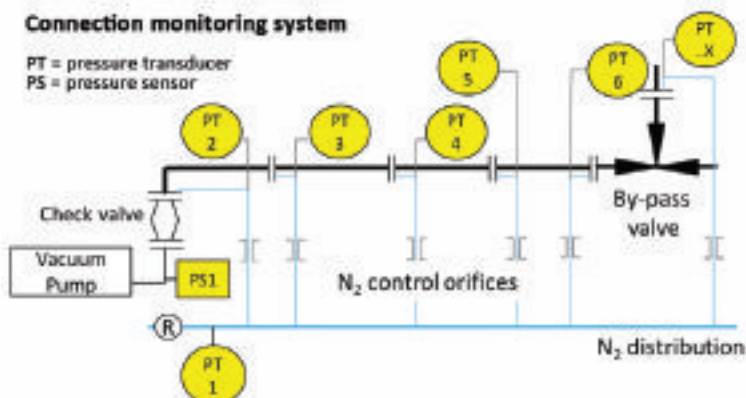 Connection monitoring system
PT = pressure transducer
PS = pressure sensor
PT
2
PT
3
PT
4
PT
5
PT
6
PT
X
Check valve
By-pass
valve
Vacuum
Pump
PS1
N₂ control orifices
R
N₂ distribution
PT
1